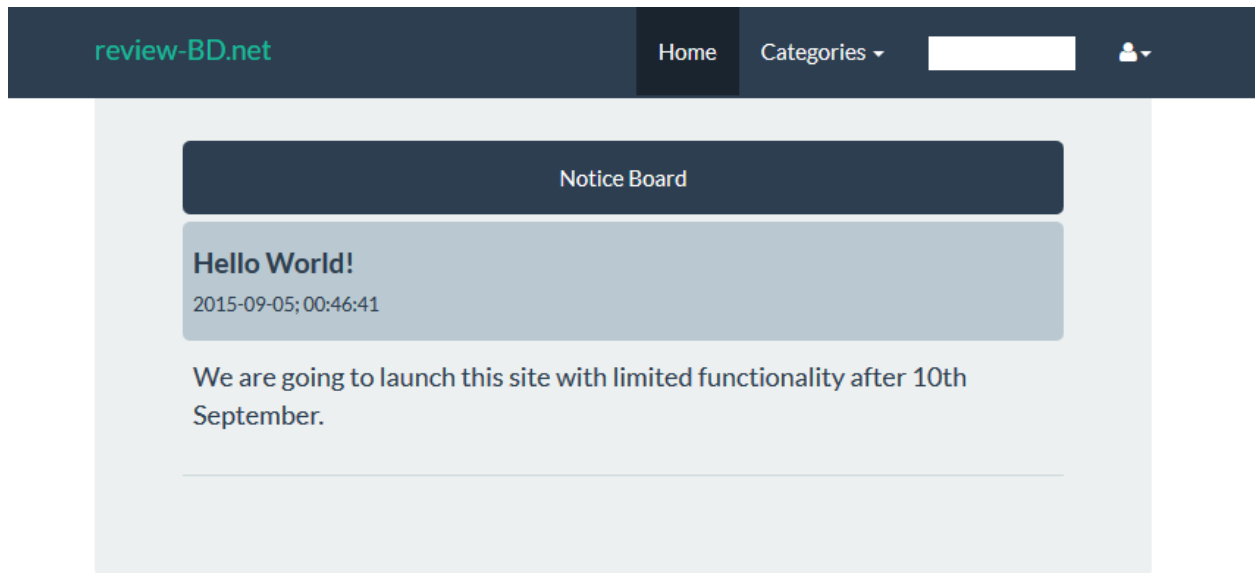 review-BD.net
Home
Categories
Notice Board
Hello World!
2015-09-05; 00:46:41
We are going to launch this site with limited functionality after 10th
September.